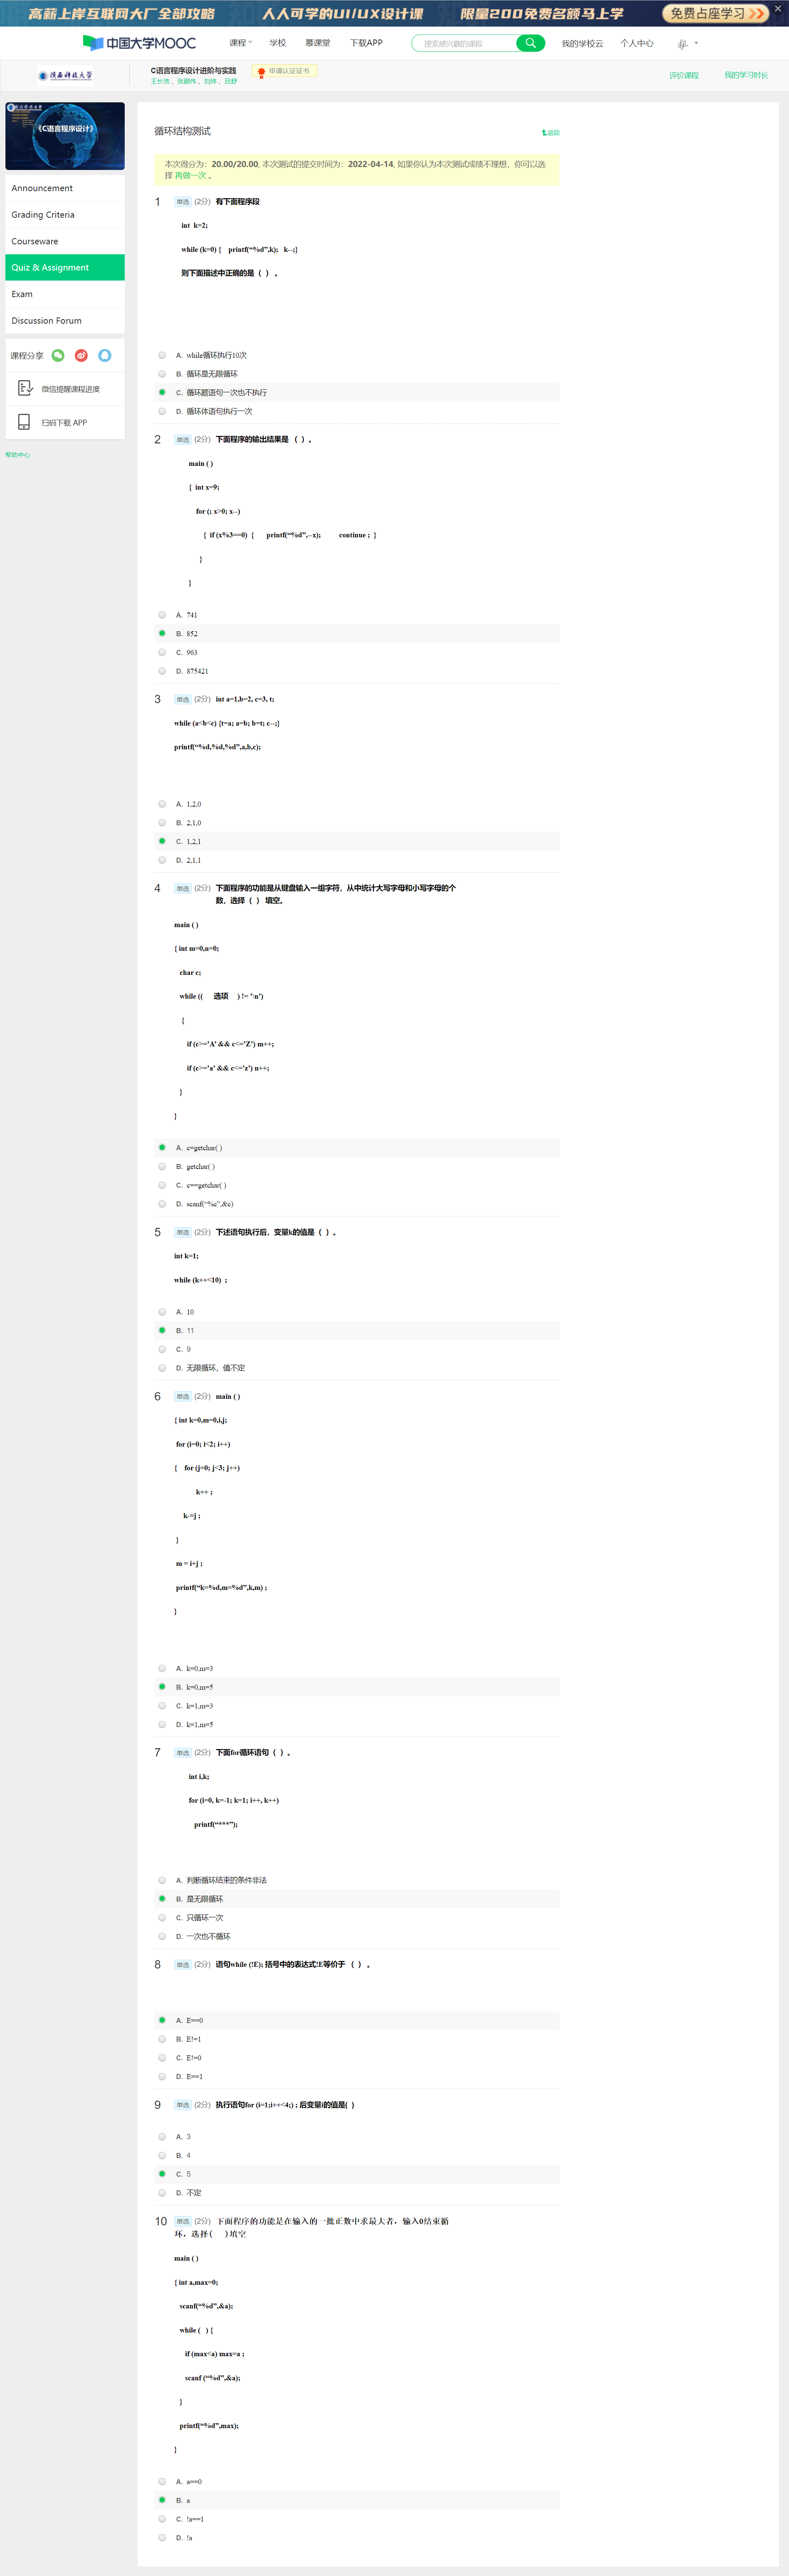 高薪上岸互联网大厂全部攻略 人人可学的UI/UX设计课 限量200免费名额马上学 免费占座学习
中国大学MOOC 课程 学校 慕课堂 下载APP 搜索感兴趣的课程 我的学校云 个人中心
陕西科技大学 C语言程序设计进阶与实践 申请认证证书
王长浩 、张鹏伟 、刘炜 、吕舒
评价课程 我的学习时长
《C语言程序设计》
Announcement
Grading Criteria
Courseware
Quiz & Assignment
Exam
Discussion Forum
课程分享
微信提醒课程进度
扫码下载 APP
帮助中心
循环结构测试
返回
本次得分为：20.00/20.00, 本次测试的提交时间为：2022-04-14, 如果你认为本次测试成绩不理想，你可以选
择 再做一次 。
1 单选 (2分) 有下面程序段
int k=2;
while (k=0) { printf(“%d”,k); k--;}
则下面描述中正确的是（ ）。
A. while循环执行10次
B. 循环是无限循环
C. 循环题语句一次也不执行
D. 循环体语句执行一次
2 单选 (2分) 下面程序的输出结果是 （ ）。
main ( )
{ int x=9;
for (; x>0; x--)
{ if (x%3==0) { printf(“%d”,--x); continue ; }
}
}
A. 741
B. 852
C. 963
D. 875421
3 单选 (2分) int a=1,b=2, c=3, t;
while (a<b<c) {t=a; a=b; b=t; c--;}
printf(“%d,%d,%d”,a,b,c);
A. 1,2,0
B. 2,1,0
C. 1,2,1
D. 2,1,1
4 单选 (2分) 下面程序的功能是从键盘输入一组字符，从中统计大写字母和小写字母的个
数，选择（ ） 填空。
main ( )
{ int m=0,n=0;
char c;
while (( 选项 ) != ‘\n’)
{
if (c>=’A’ && c<=’Z’) m++;
if (c>=’a’ && c<=’z’) n++;
}
}
A. c=getchar( )
B. getchar( )
C. c==getchar( )
D. scanf(“%c”,&c)
5 单选 (2分) 下述语句执行后，变量k的值是（ ）。
int k=1;
while (k++<10) ;
A. 10
B. 11
C. 9
D. 无限循环，值不定
6 单选 (2分) main ( )
{ int k=0,m=0,i,j;
for (i=0; i<2; i++)
{ for (j=0; j<3; j++)
k++ ;
k-=j ;
}
m = i+j ;
printf(“k=%d,m=%d”,k,m) ;
}
A. k=0,m=3
B. k=0,m=5
C. k=1,m=3
D. k=1,m=5
7 单选 (2分) 下面for循环语句（ ）。
int i,k;
for (i=0, k=-1; k=1; i++, k++)
printf(“***”);
A. 判断循环结束的条件非法
B. 是无限循环
C. 只循环一次
D. 一次也不循环
8 单选 (2分) 语句while (!E); 括号中的表达式!E等价于 （ ） 。
A. E==0
B. E!=1
C. E!=0
D. E==1
9 单选 (2分) 执行语句for (i=1;i++<4;) ; 后变量i的值是( )
A. 3
B. 4
C. 5
D. 不定
10 单选 (2分) 下面程序的功能是在输入的一批正数中求最大者，输入0结束循
环，选择( )填空
main ( )
{ int a,max=0;
scanf(“%d”,&a);
while ( ) {
if (max<a) max=a ;
scanf (“%d”,&a);
}
printf(“%d”,max);
}
A. a==0
B. a
C. !a==1
D. !a